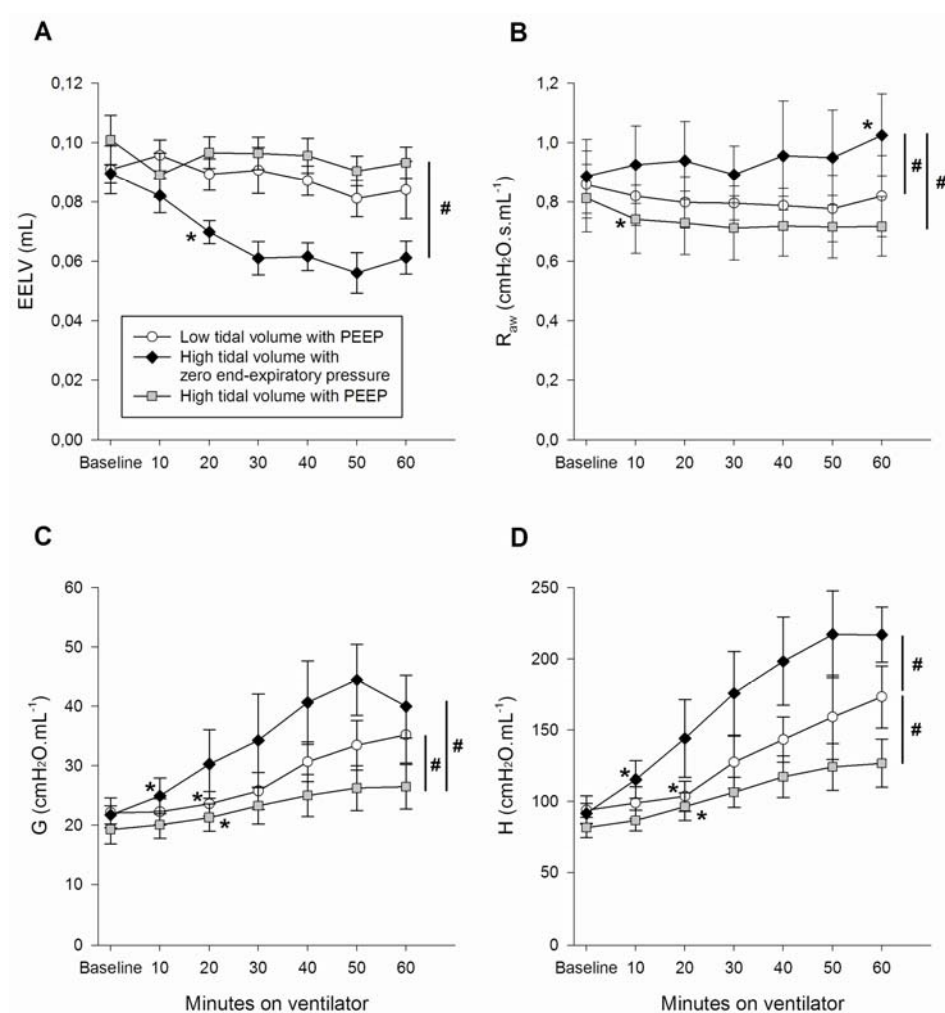 A
0,12
0,10
0,08
0,06
0,04
0,02
0,00
EELV (mL)
*
#
Low tidal volume with PEEP
High tidal volume with
zero end-expiratory pressure
High tidal volume with PEEP
Baseline 10 20 30 40 50 60
B
1,2
1,0
0,8
0,6
0,4
0,2
0,0
Raw (cmH2O.s.mL-1)
*
*
#
#
Baseline 10 20 30 40 50 60
C
60
50
40
30
20
10
0
G (cmH2O.mL-1)
*
*
*
#
#
Baseline 10 20 30 40 50 60
Minutes on ventilator
D
250
200
150
100
50
0
H (cmH2O.mL-1)
*
*
*
#
#
Baseline 10 20 30 40 50 60
Minutes on ventilator